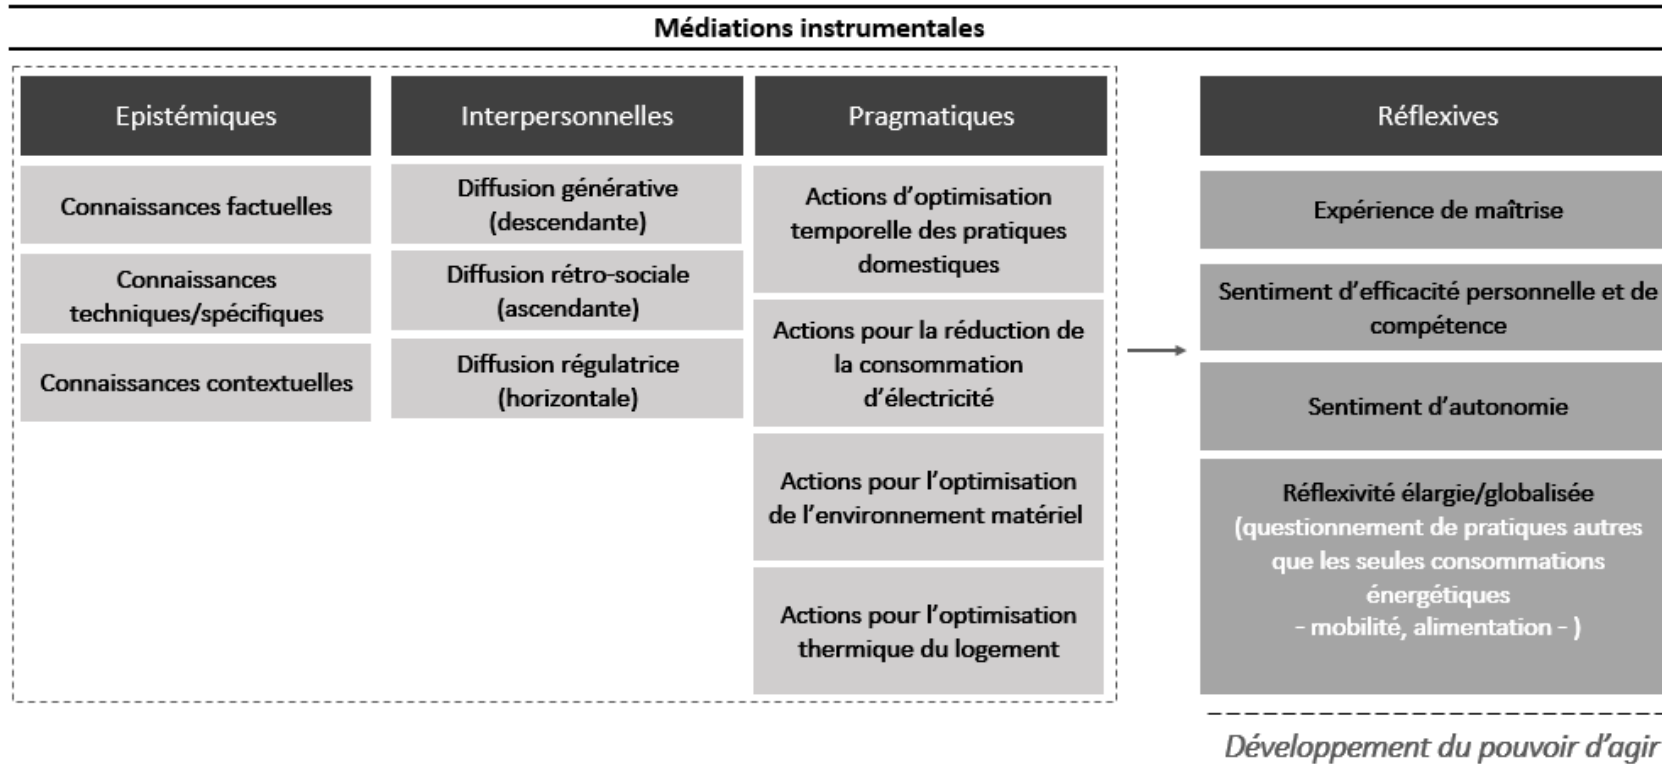 Médiations instrumentales
Epistémiques
Connaissances factuelles
Connaissances
techniques/spécifiques
Connaissances contextuelles
Interpersonnelles
Diffusion générative
(descendante)
Diffusion rétro-sociale
(ascendante)
Diffusion régulatrice
(horizontale)
Pragmatiques
Actions d’optimisation
temporelle des pratiques
domestiques
Actions pour la réduction de
la consommation
d’électricité
Actions pour l’optimisation
de l’environnement matériel
Actions pour l’optimisation
thermique du logement
Réflexives
Expérience de maîtrise
Sentiment d’efficacité personnelle et de
compétence
Sentiment d’autonomie
Réflexivité élargie/globalisée
(questionnement de pratiques autres
que les seules consommations
énergétiques
- mobilité, alimentation - )
Développement du pouvoir d’agir